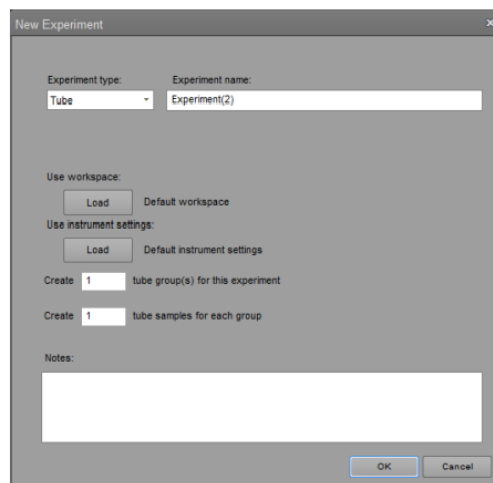 New Experiment
Experiment type: Experiment name:
Tube Experiment(2)
Use workspace:
Load Default workspace
Use instrument settings:
Load Default instrument settings
Create 1 tube group(s) for this experiment
Create 1 tube samples for each group
Notes:
OK Cancel